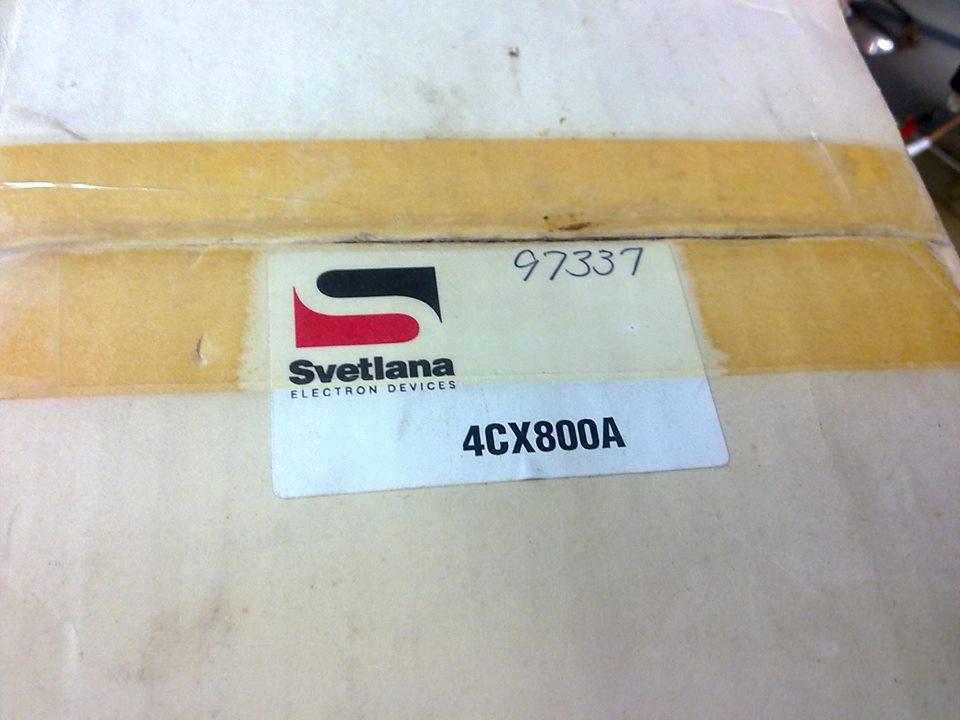 97337
Svetlana
ELECTRON DEVICES
4CX800A